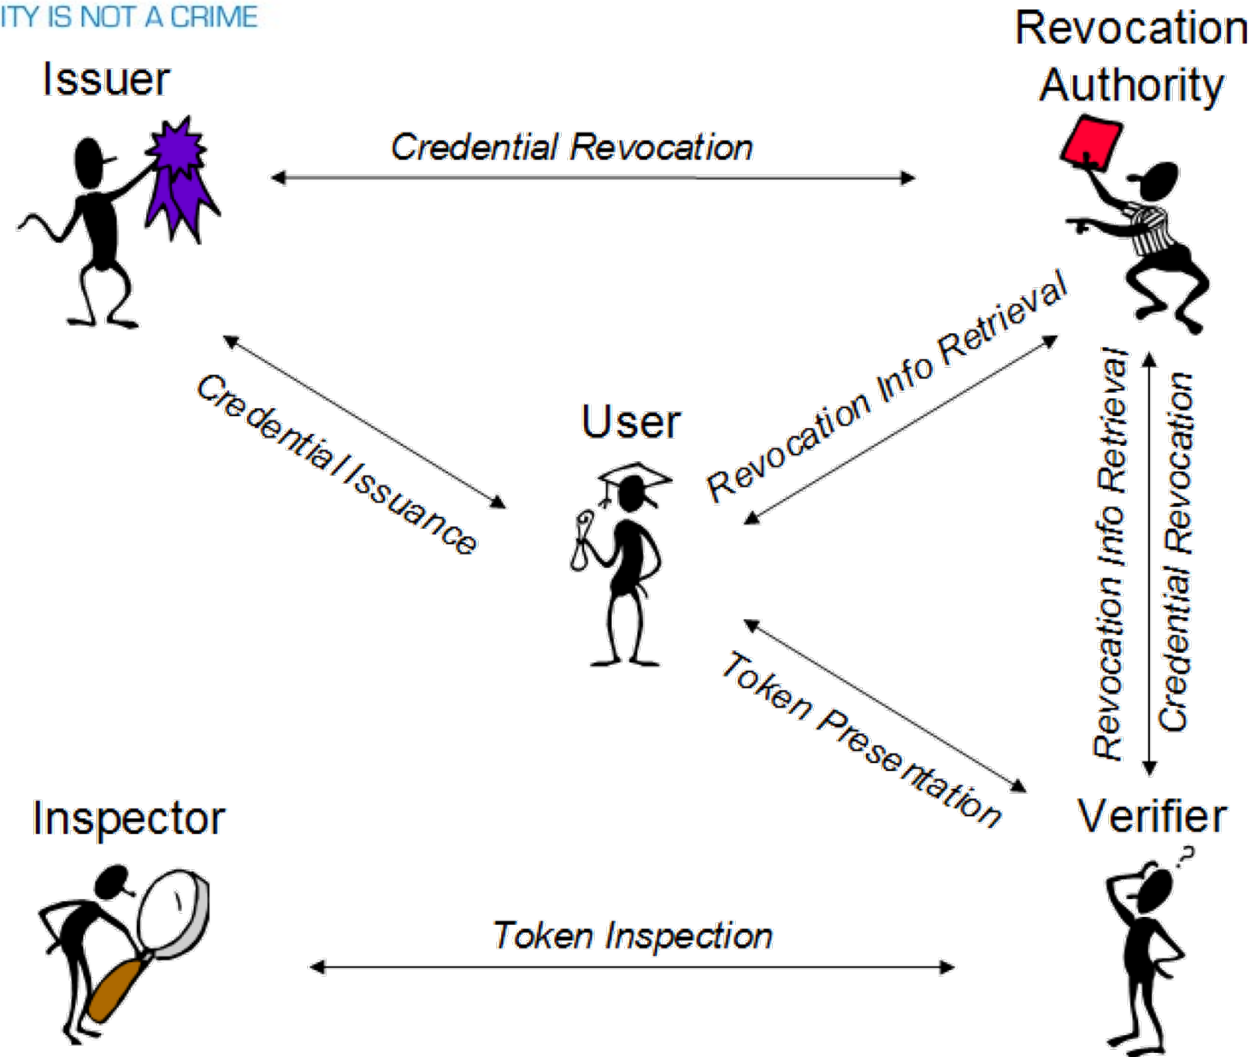 ITY IS NOT A CRIME
Revocation
Authority
Issuer
Credential Revocation
Revocation Info Retrieval
Credential Issuance
User
Revocation Info Retrieval
Credential Revocation
Token Presentation
Inspector
Verifier
?
Token Inspection